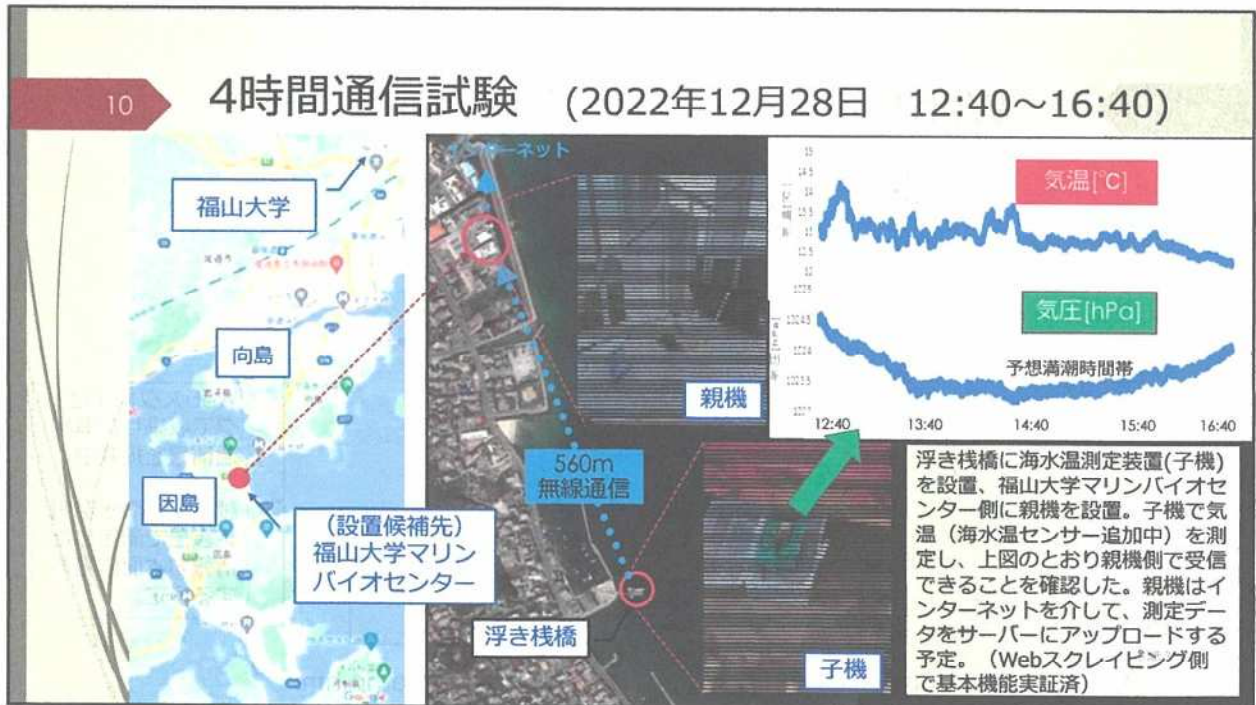 10
4時間通信試験 (2022年12月28日 12:40～16:40)
福山大学
向島
因島
(設置候補先)
福山大学マリン
バイオセンター
インターネット
560m
無線通信
浮き桟橋
親機
子機
気温[℃]
気圧[hPa]
予想満潮時間帯
12:40
13:40
14:40
15:40
16:40
浮き桟橋に海水温測定装置(子機)
を設置、福山大学マリンバイオセ
ンター側に親機を設置。子機で気
温（海水温センサー追加中）を測
定し、上図のとおり親機側で受信
できることを確認した。親機はイ
ンターネットを介して、測定デー
タをサーバーにアップロードする
予定。（Webスクレイピング側
で基本機能実証済）